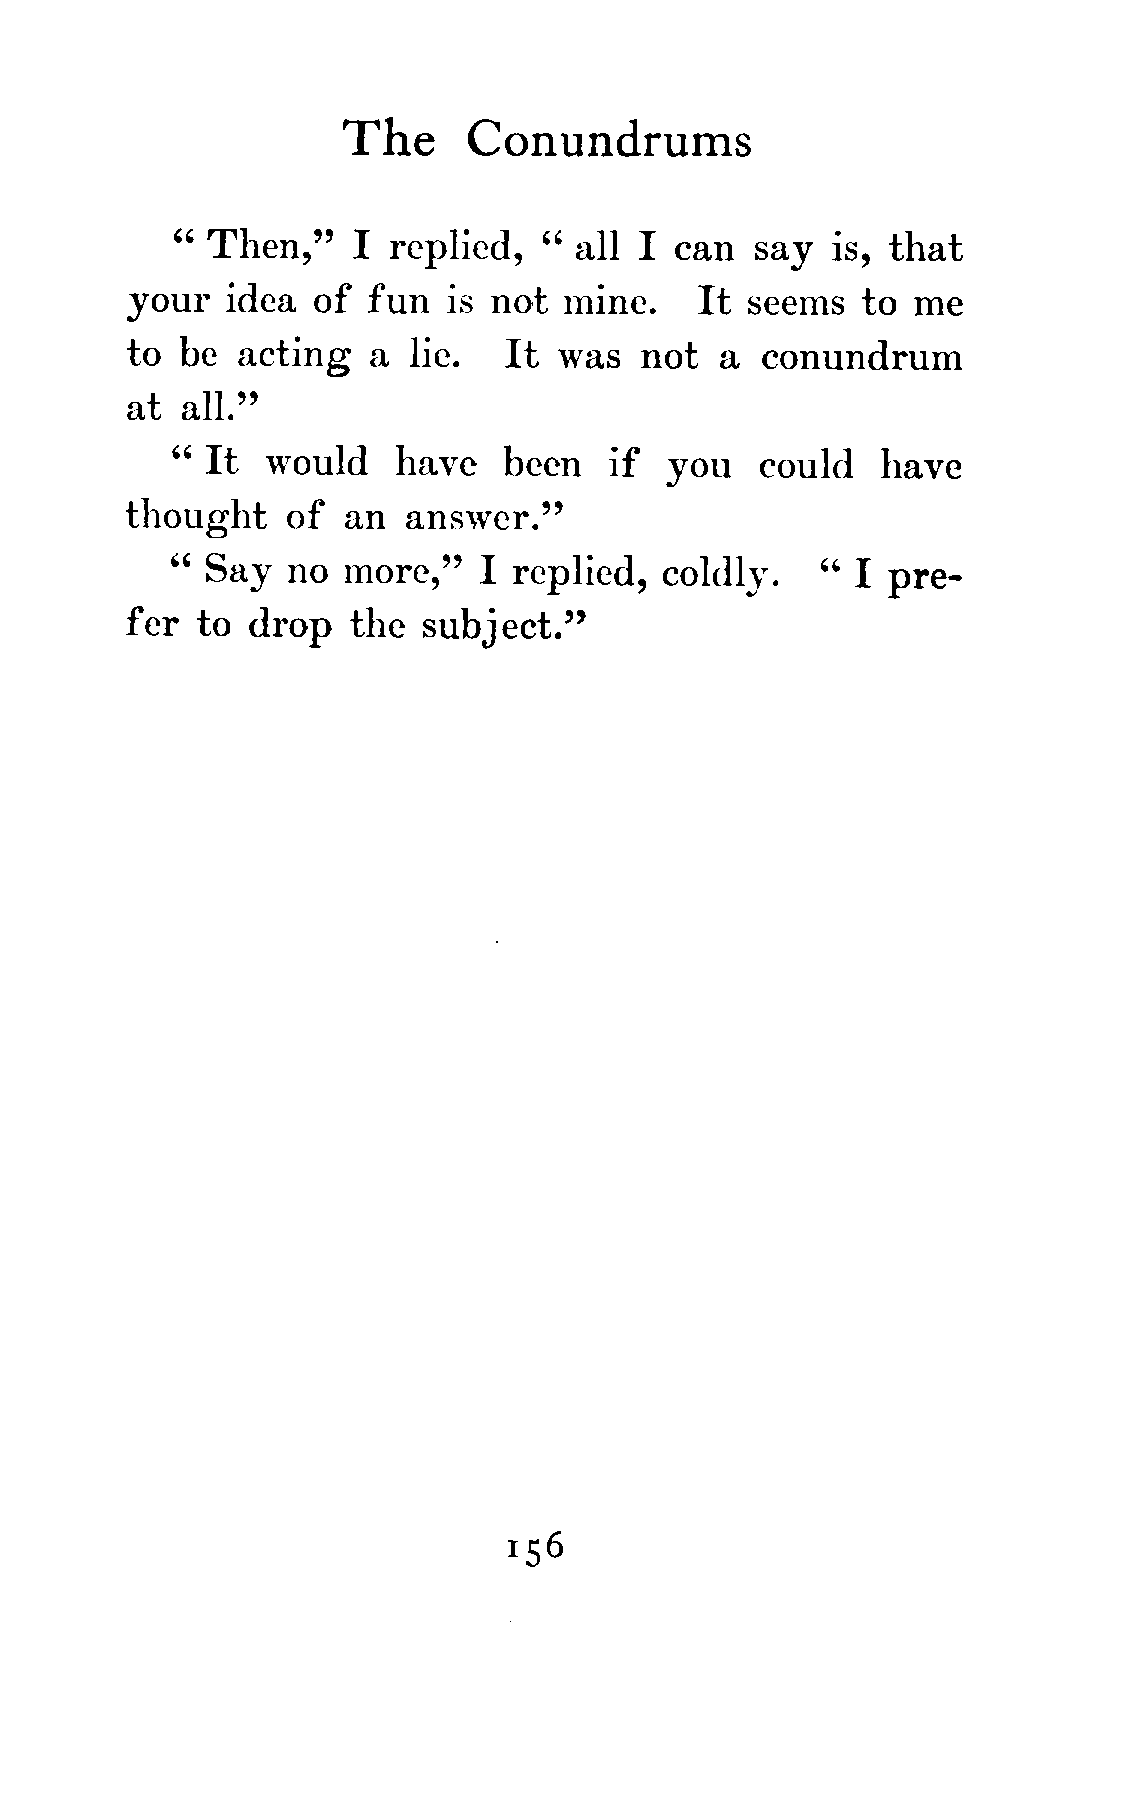 The Conundrums
“ Then,” I replied, “ all I can say is, that
your idea of fun is not mine. It seems to me
to be acting a lie. It was not a conundrum
at all.”
“ It would have been if you could have
thought of an answer.”
“ Say no more,” I replied, coldly. “ I pre-
fer to drop the subject.”
156